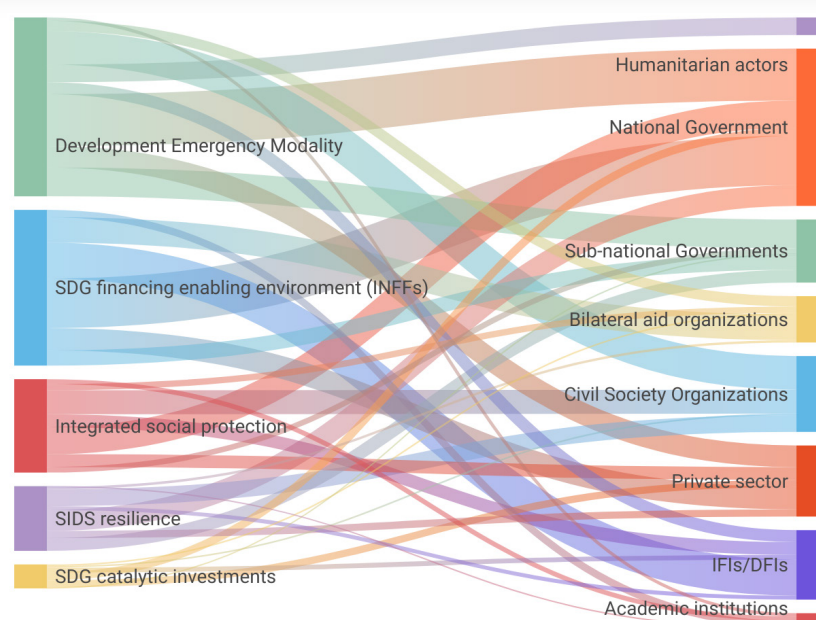 Development Emergency Modality
SDG financing enabling environment (INFFs)
Integrated social protection
SIDS resilience
SDG catalytic investments
Humanitarian actors
National Government
Sub-national Governments
Bilateral aid organizations
Civil Society Organizations
Private sector
IFIs/DFIs
Academic institutions